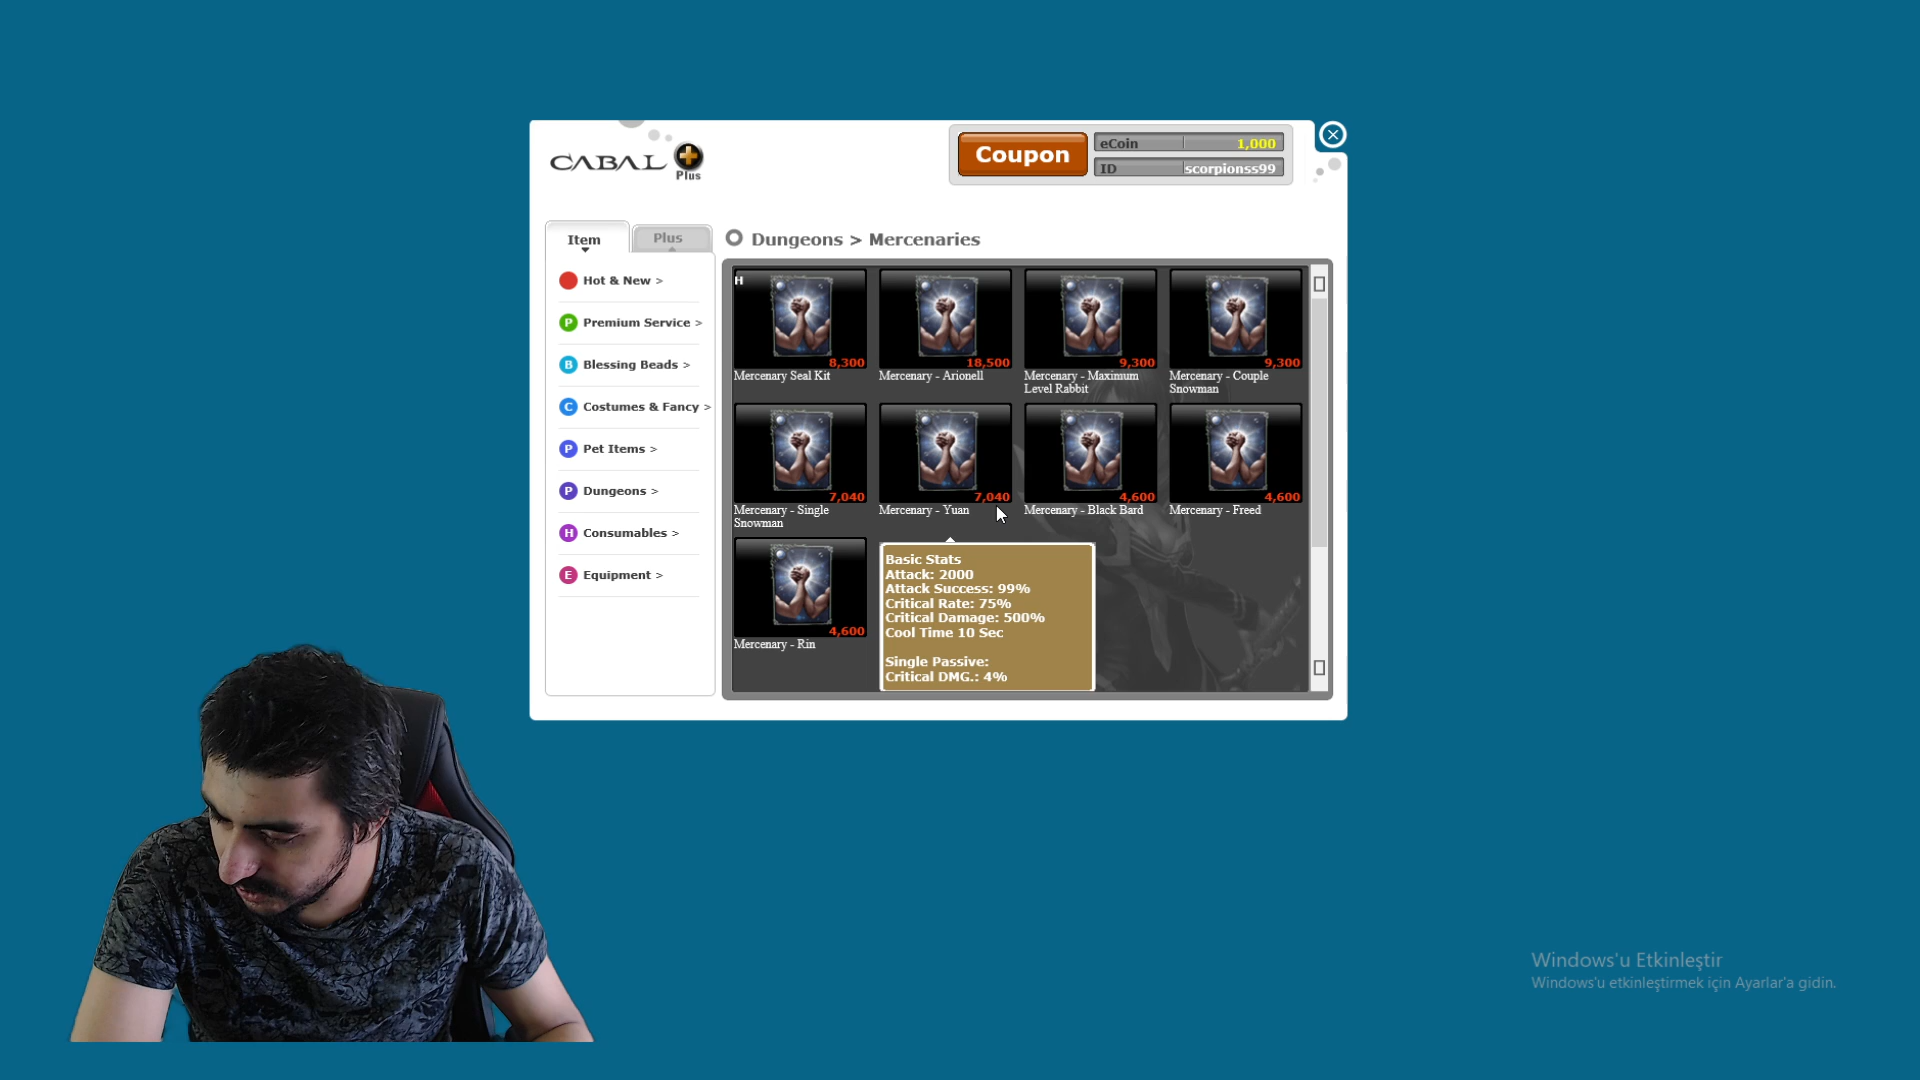 CABAL
Plus
Coupon
eCoin 1,000
ID scorpionss99
Item
Plus
Dungeons > Mercenaries
Hot & New >
P Premium Service >
B Blessing Beads >
C Costumes & Fancy >
P Pet Items >
P Dungeons >
H Consumables >
E Equipment >
H
8,300
Mercenary Seal Kit
18,500
Mercenary - Arionell
9,300
Mercenary - Maximum
Level Rabbit
9,300
Mercenary - Couple
Snowman
7,040
Mercenary - Single
Snowman
7,040
Mercenary - Yuan
4,600
Mercenary - Black Bard
4,600
Mercenary - Freed
4,600
Mercenary - Rin
Basic Stats
Attack: 2000
Attack Success: 99%
Critical Rate: 75%
Critical Damage: 500%
Cool Time 10 Sec
Single Passive:
Critical DMG.: 4%
Windows'u Etkinleştir
Windows'u etkinleştirmek için Ayarlar'a gidin.